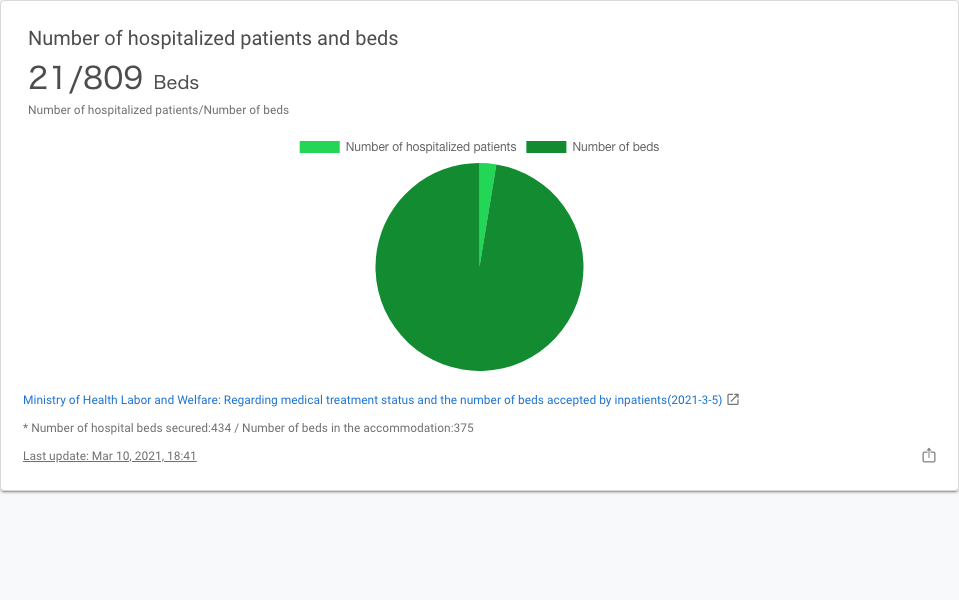 Number of hospitalized patients and beds
21/809 Beds
Number of hospitalized patients/Number of beds
Number of hospitalized patients Number of beds
Ministry of Health Labor and Welfare: Regarding medical treatment status and the number of beds accepted by inpatients(2021-3-5)
* Number of hospital beds secured:434 / Number of beds in the accommodation:375
Last update: Mar 10, 2021, 18:41